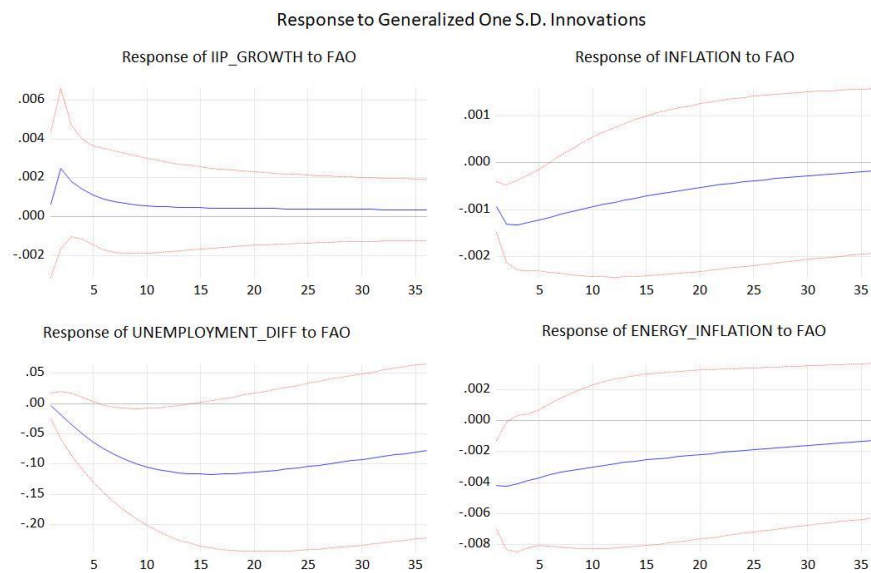 Response to Generalized One S.D. Innovations
Response of IIP_GROWTH to FAO
.006
.004
.002
.000
-.002
5 10 15 20 25 30 35
Response of INFLATION to FAO
.001
.000
-.001
-.002
5 10 15 20 25 30 35
Response of UNEMPLOYMENT_DIFF to FAO
.05
.00
-.05
-.10
-.15
-.20
5 10 15 20 25 30 35
Response of ENERGY_INFLATION to FAO
.002
.000
-.002
-.004
-.006
-.008
5 10 15 20 25 30 35